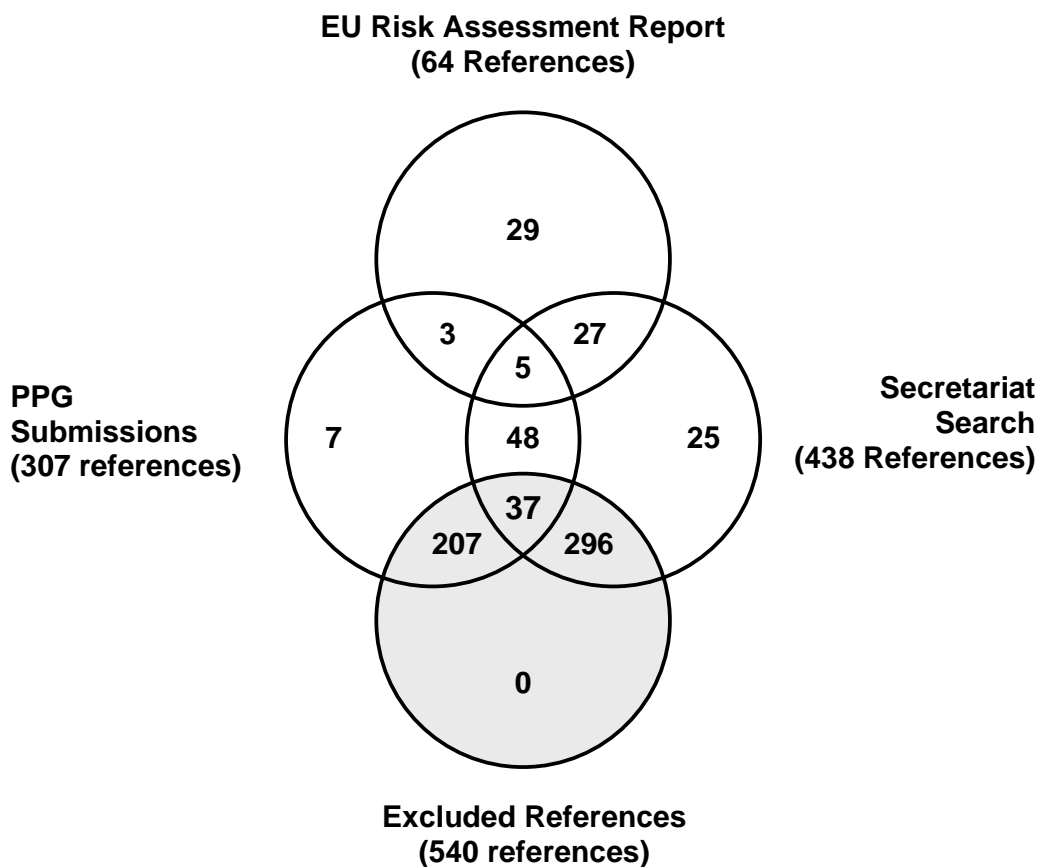 EU Risk Assessment Report
(64 References)
29
3
27
5
PPG
Submissions
(307 references)
7
48
25
Secretariat
Search
(438 References)
37
207
296
0
Excluded References
(540 references)